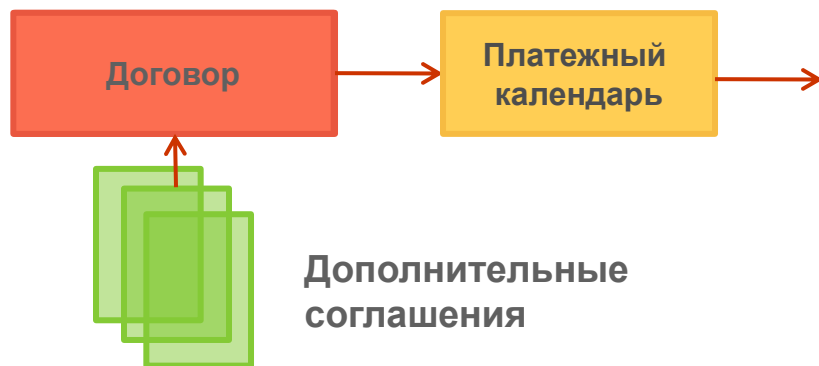 Договор
Платежный
календарь
Дополнительные
соглашения